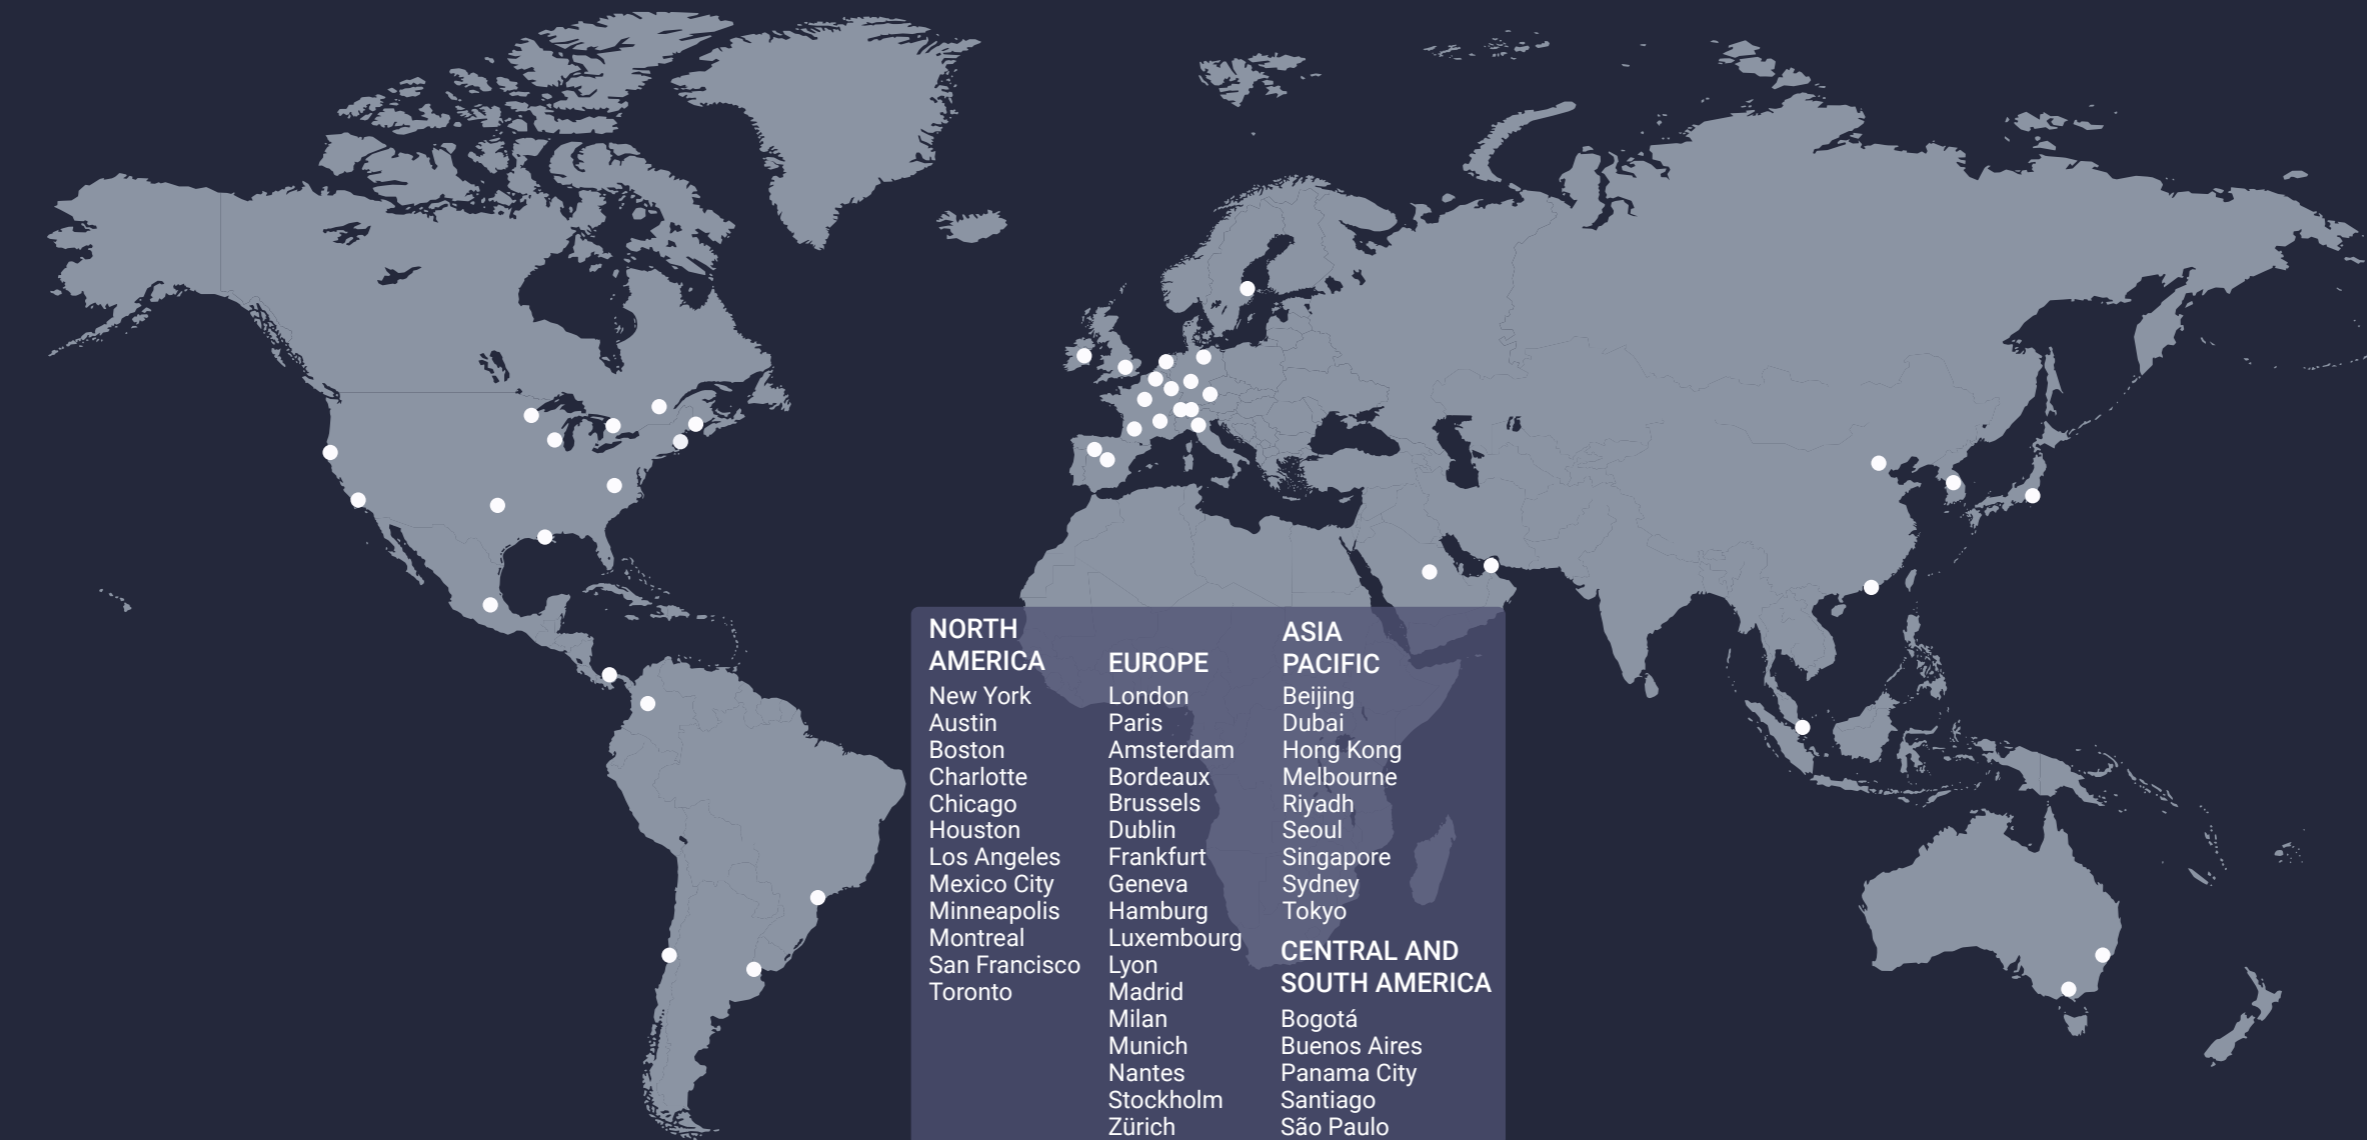 NORTH
AMERICA
New York
Austin
Boston
Charlotte
Chicago
Houston
Los Angeles
Mexico City
Minneapolis
Montreal
San Francisco
Toronto
EUROPE
London
Paris
Amsterdam
Bordeaux
Brussels
Dublin
Frankfurt
Geneva
Hamburg
Luxembourg
Lyon
Madrid
Milan
Munich
Nantes
Stockholm
Zürich
ASIA
PACIFIC
Beijing
Dubai
Hong Kong
Melbourne
Riyadh
Seoul
Singapore
Sydney
Tokyo
CENTRAL AND
SOUTH AMERICA
Bogotá
Buenos Aires
Panama City
Santiago
São Paulo